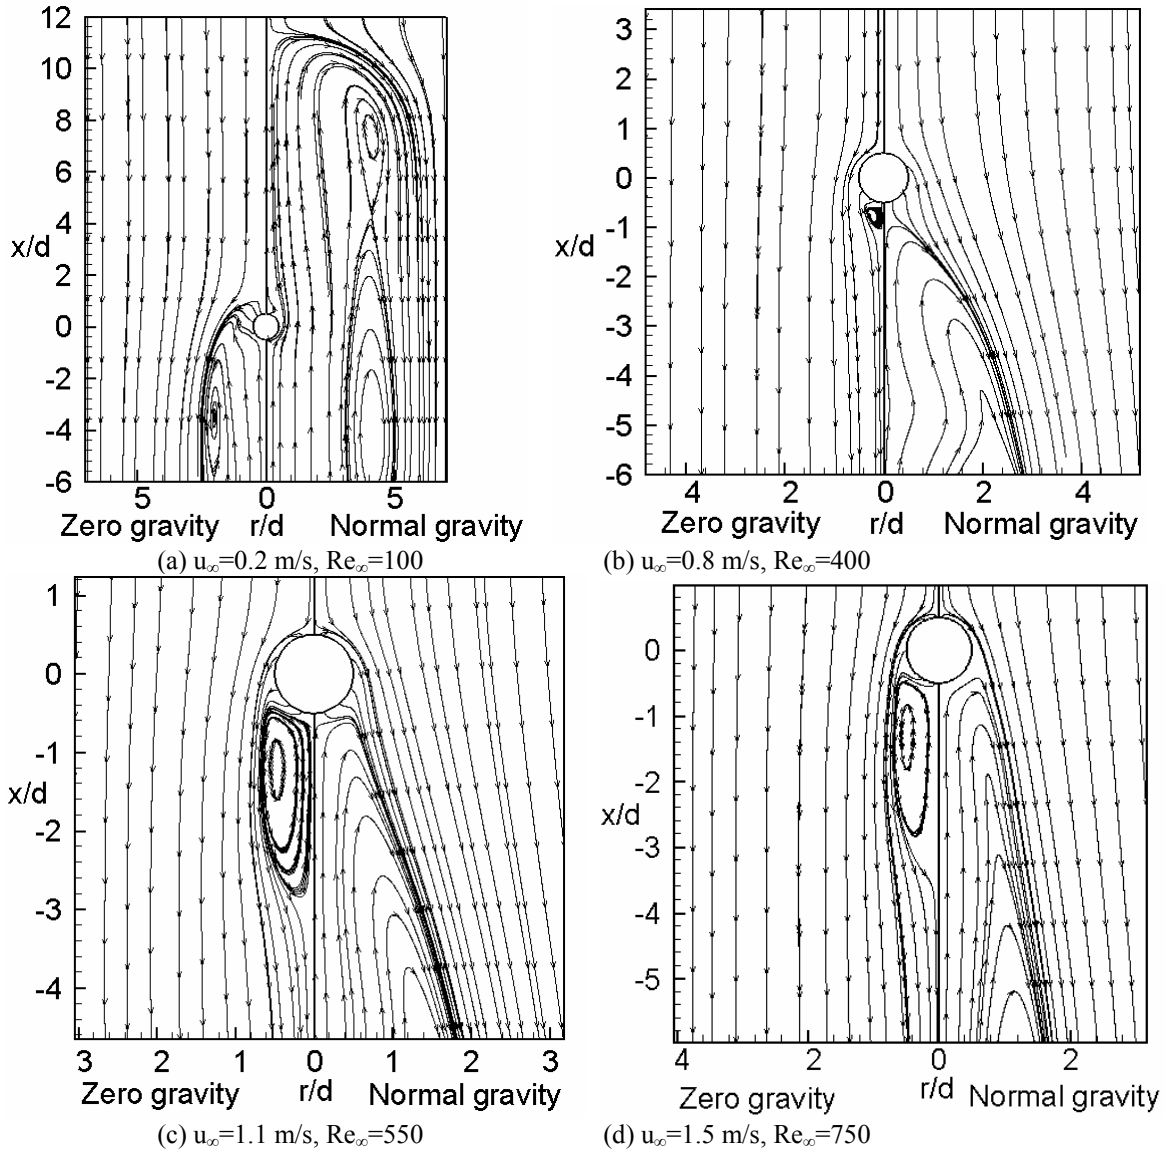 12
10
8
6
4
2
0
-2
-4
-6
x/d
5 0 5
Zero gravity r/d Normal gravity
(a) u∞=0.2 m/s, Re∞=100
3
2
1
0
-1
-2
-3
-4
-5
-6
x/d
4 2 0 2 4
Zero gravity r/d Normal gravity
(b) u∞=0.8 m/s, Re∞=400
1
0
-1
-2
-3
-4
x/d
3 2 1 0 1 2 3
Zero gravity r/d Normal gravity
(c) u∞=1.1 m/s, Re∞=550
0
-1
-2
-3
-4
-5
x/d
4 2 0 2
Zero gravity r/d Normal gravity
(d) u∞=1.5 m/s, Re∞=750